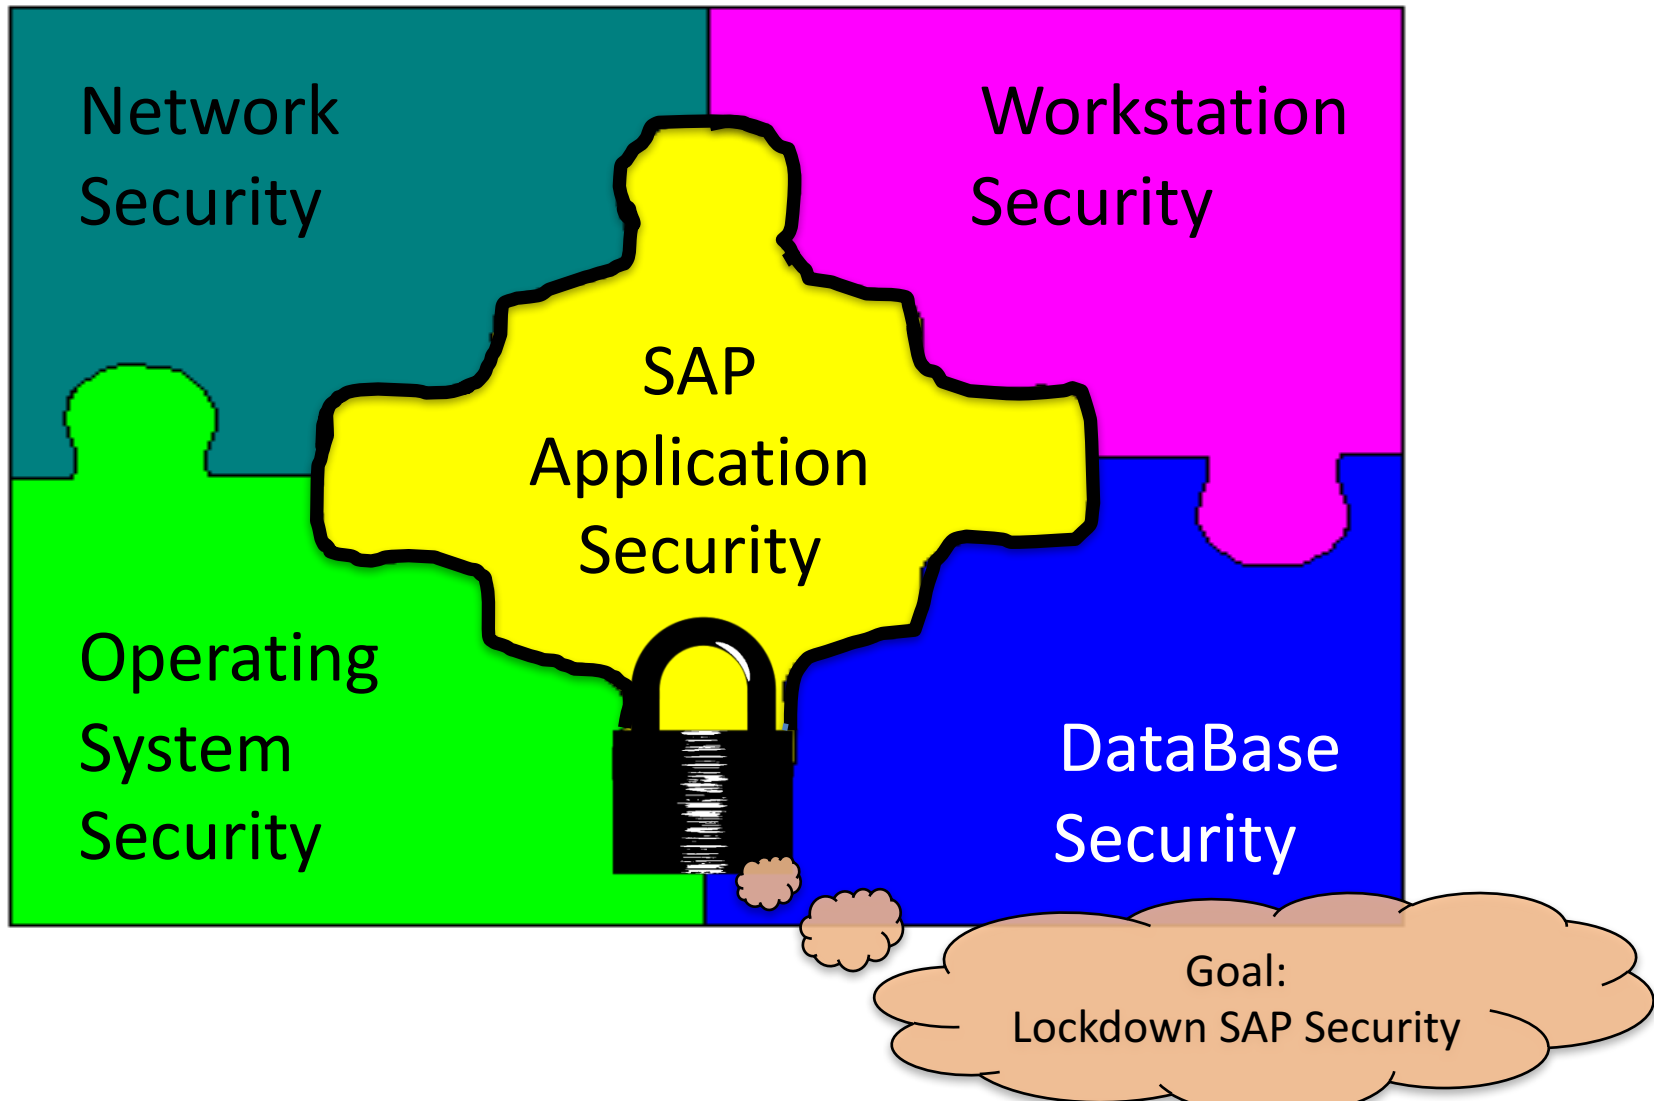 Network
Security
Workstation
Security
SAP
Application
Security
Operating
System
Security
DataBase
Security
Goal:
Lockdown SAP Security